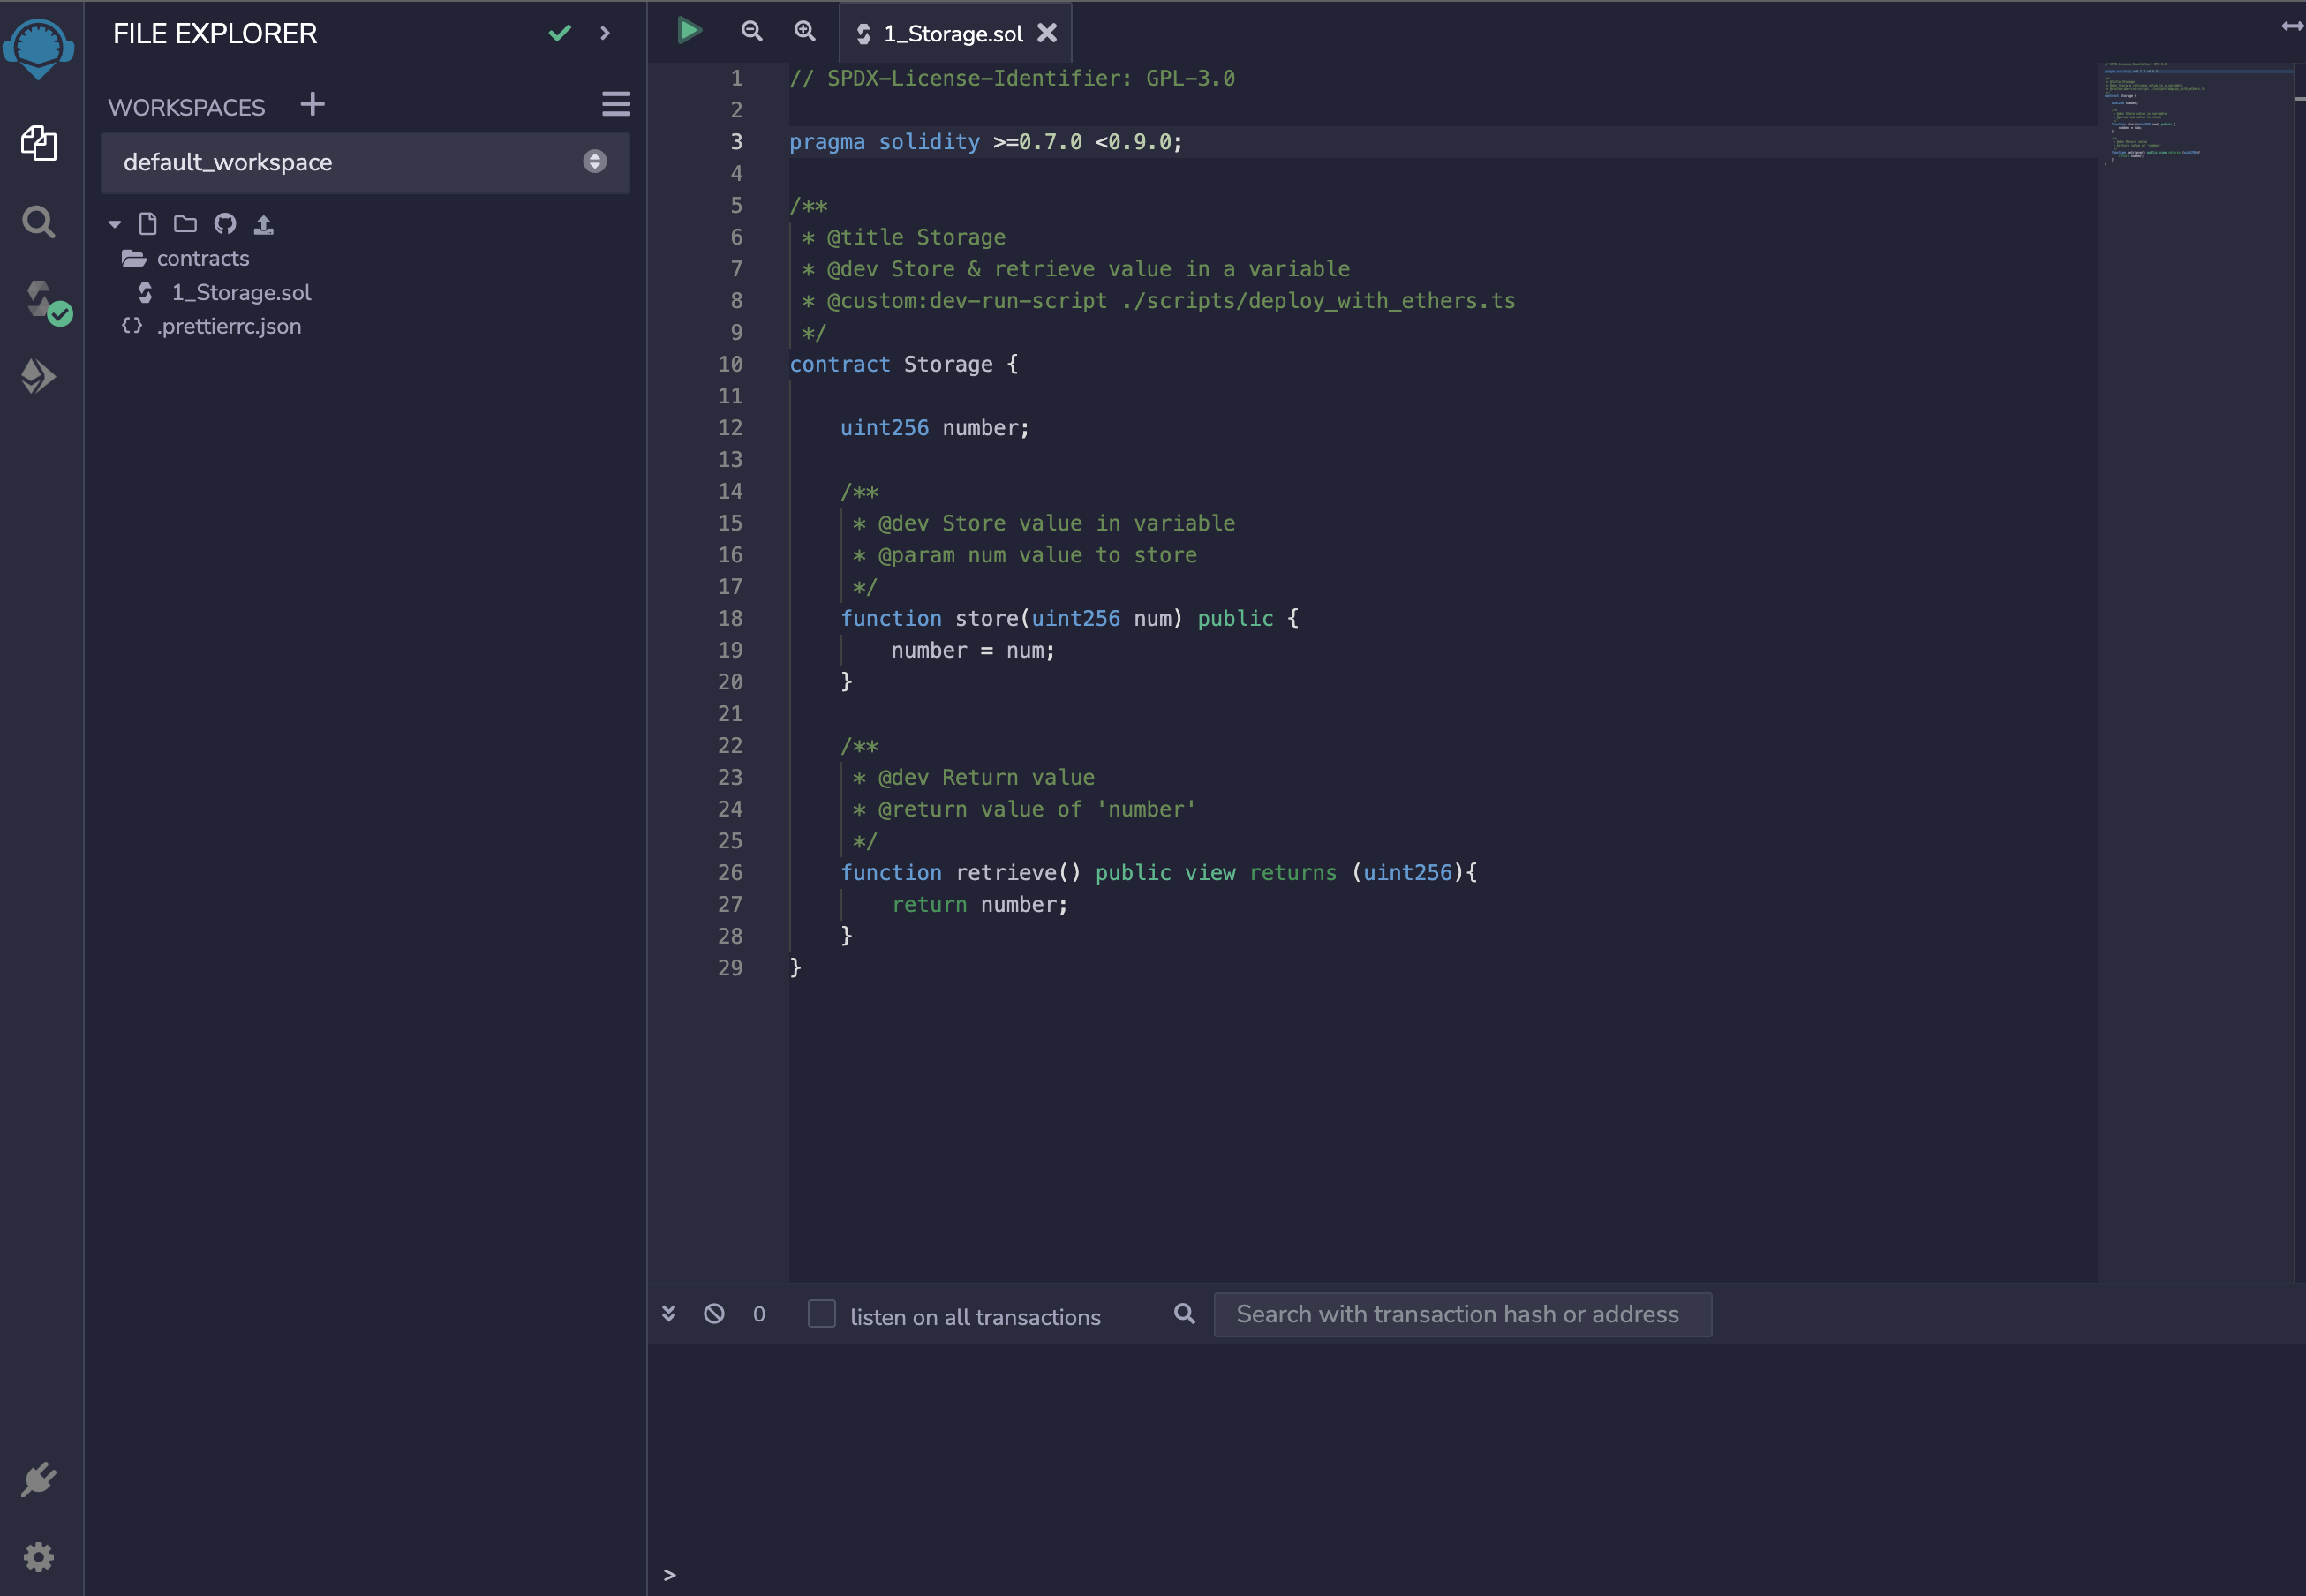 FILE EXPLORER
WORKSPACES
default_workspace
contracts
1_Storage.sol
{} .prettierrc.json
1_Storage.sol
1 // SPDX-License-Identifier: GPL-3.0
2
3 pragma solidity >=0.7.0 <0.9.0;
4
5 /**
6  * @title Storage
7  * @dev Store & retrieve value in a variable
8  * @custom:dev-run-script ./scripts/deploy_with_ethers.ts
9  */
10 contract Storage {
11
12     uint256 number;
13
14     /**
15      * @dev Store value in variable
16      * @param num value to store
17      */
18     function store(uint256 num) public {
19         number = num;
20     }
21
22     /**
23      * @dev Return value
24      * @return value of 'number'
25      */
26     function retrieve() public view returns (uint256){
27         return number;
28     }
29 }
0 listen on all transactions Search with transaction hash or address
>